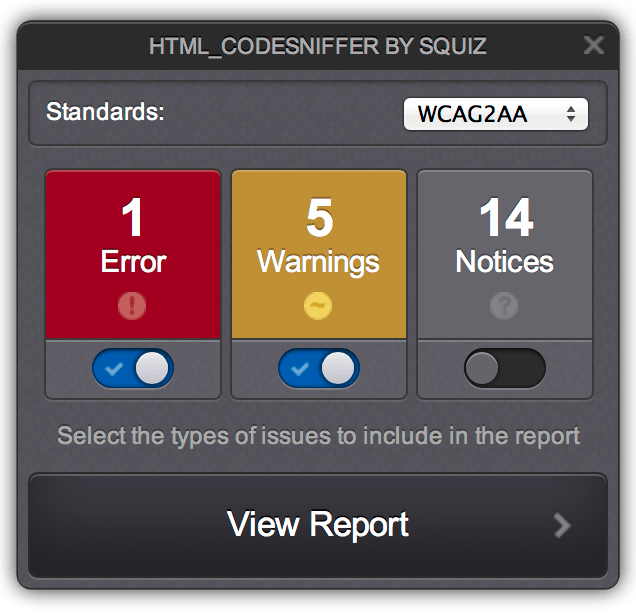 HTML_CODESNIFFER BY SQUIZ
Standards: WCAG2AA
1 5 14
Error Warnings Notices
! ~ ?
Select the types of issues to include in the report
View Report